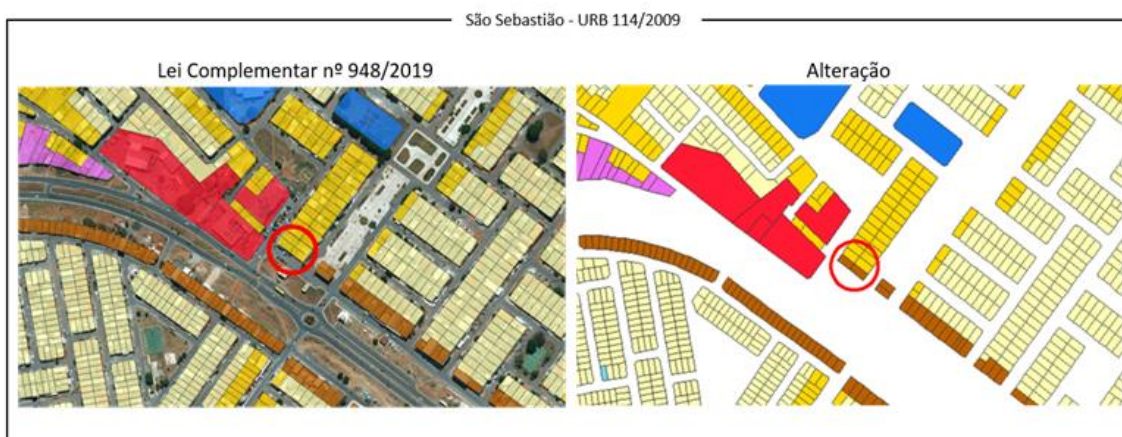 São Sebastião - URB 114/2009
Lei Complementar nº 948/2019
Alteração